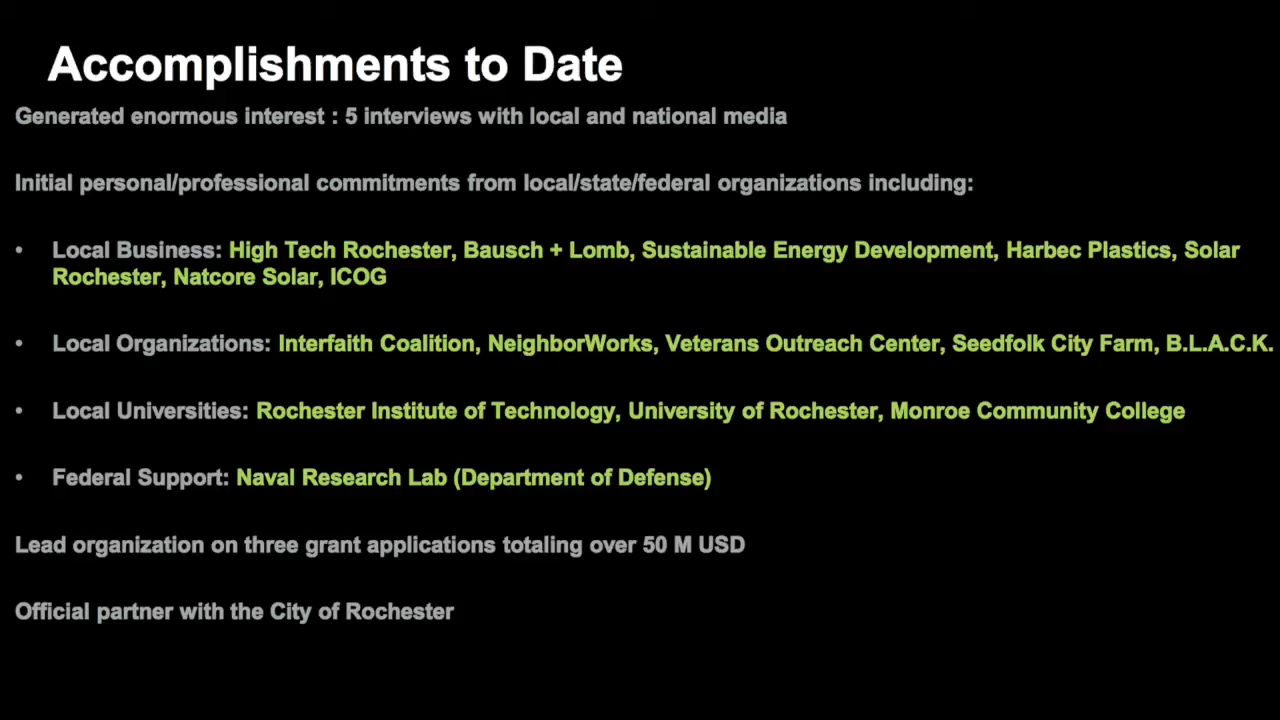 Accomplishments to Date
Generated enormous interest : 5 interviews with local and national media
Initial personal/professional commitments from local/state/federal organizations including:
• Local Business: High Tech Rochester, Bausch + Lomb, Sustainable Energy Development, Harbec Plastics, Solar
Rochester, Natcore Solar, ICOG
• Local Organizations: Interfaith Coalition, NeighborWorks, Veterans Outreach Center, Seedfolk City Farm, B.L.A.C.K.
• Local Universities: Rochester Institute of Technology, University of Rochester, Monroe Community College
• Federal Support: Naval Research Lab (Department of Defense)
Lead organization on three grant applications totaling over 50 M USD
Official partner with the City of Rochester